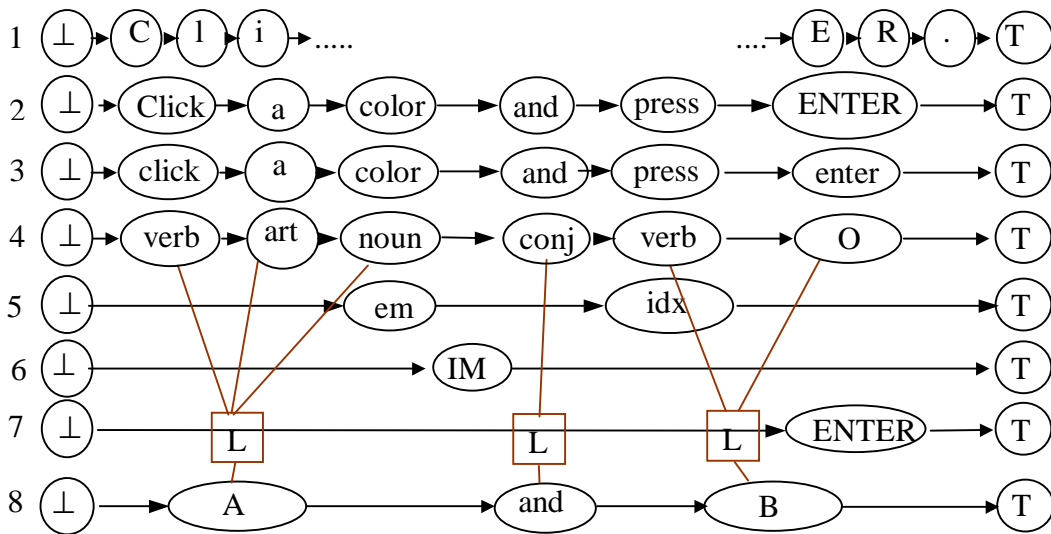 1 ⊥ C l i ..... .... E R . T
2 ⊥ Click a color and press ENTER T
3 ⊥ click a color and press enter T
4 ⊥ verb art noun conj verb O T
5 ⊥ em idx T
6 ⊥ IM T
7 ⊥ L L L ENTER T
8 ⊥ A and B T